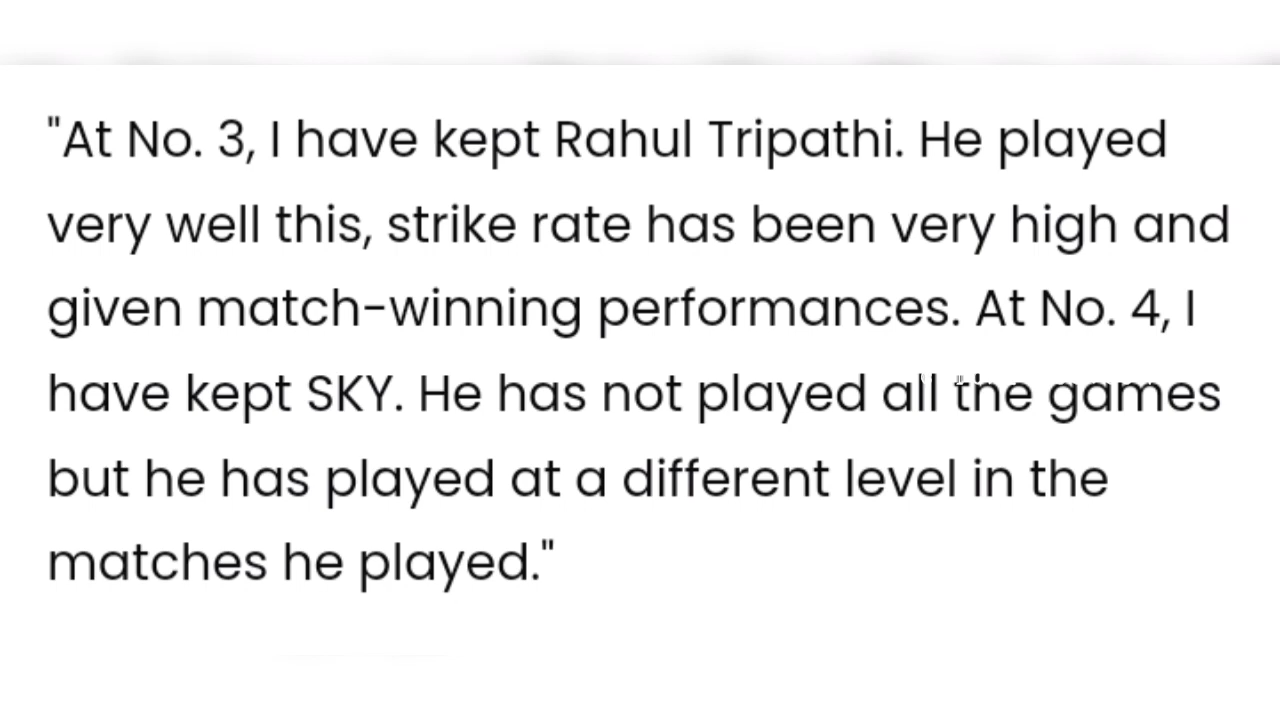 "At No. 3, I have kept Rahul Tripathi. He played
very well this, strike rate has been very high and
given match-winning performances. At No. 4, I
have kept SKY. He has not played all the games
but he has played at a different level in the
matches he played."